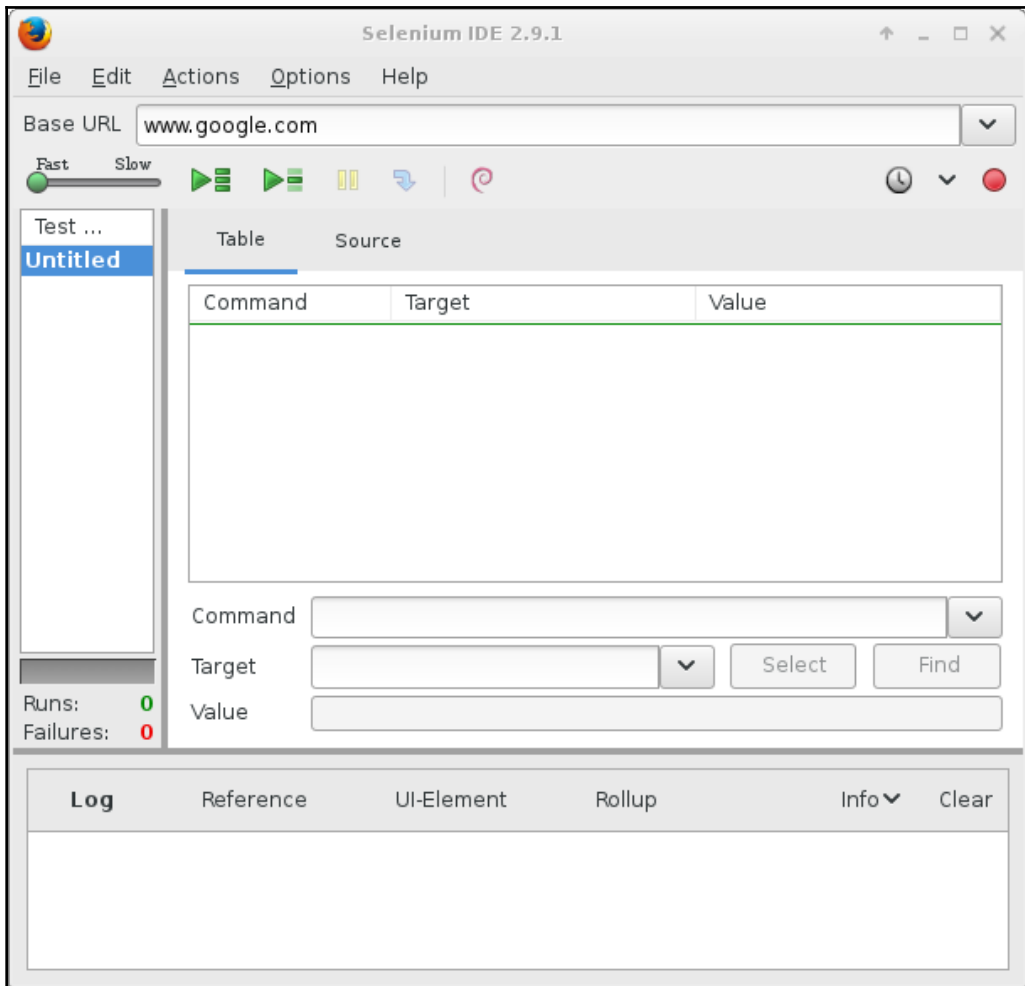 Selenium IDE 2.9.1
File Edit Actions Options Help
Base URL www.google.com
Fast Slow
Test ...
Untitled
Table Source
Command Target Value
Command
Target Select Find
Value
Runs: 0
Failures: 0
Log Reference UI-Element Rollup Info Clear